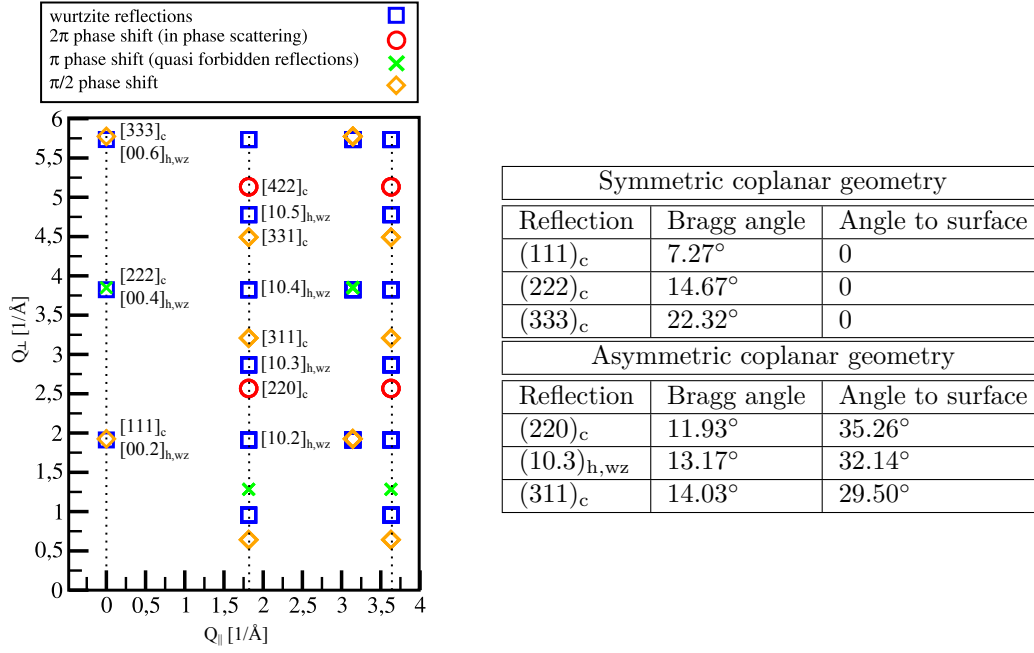 wurtzite reflections
2π phase shift (in phase scattering)
π phase shift (quasi forbidden reflections)
π/2 phase shift
6
5,5
5
4,5
4
3,5
3
2,5
2
1,5
1
0,5
0
Q⊥ [1/Å]
[333]c
[00.6]h,wz
[422]c
[10.5]h,wz
[331]c
[222]c
[00.4]h,wz
[10.4]h,wz
[311]c
[10.3]h,wz
[220]c
[111]c
[00.2]h,wz
[10.2]h,wz
0 0,5 1 1,5 2 2,5 3 3,5 4
Q∥ [1/Å]
Symmetric coplanar geometry
Reflection Bragg angle Angle to surface
(111)c 7.27° 0
(222)c 14.67° 0
(333)c 22.32° 0
Asymmetric coplanar geometry
Reflection Bragg angle Angle to surface
(220)c 11.93° 35.26°
(10.3)h,wz 13.17° 32.14°
(311)c 14.03° 29.50°